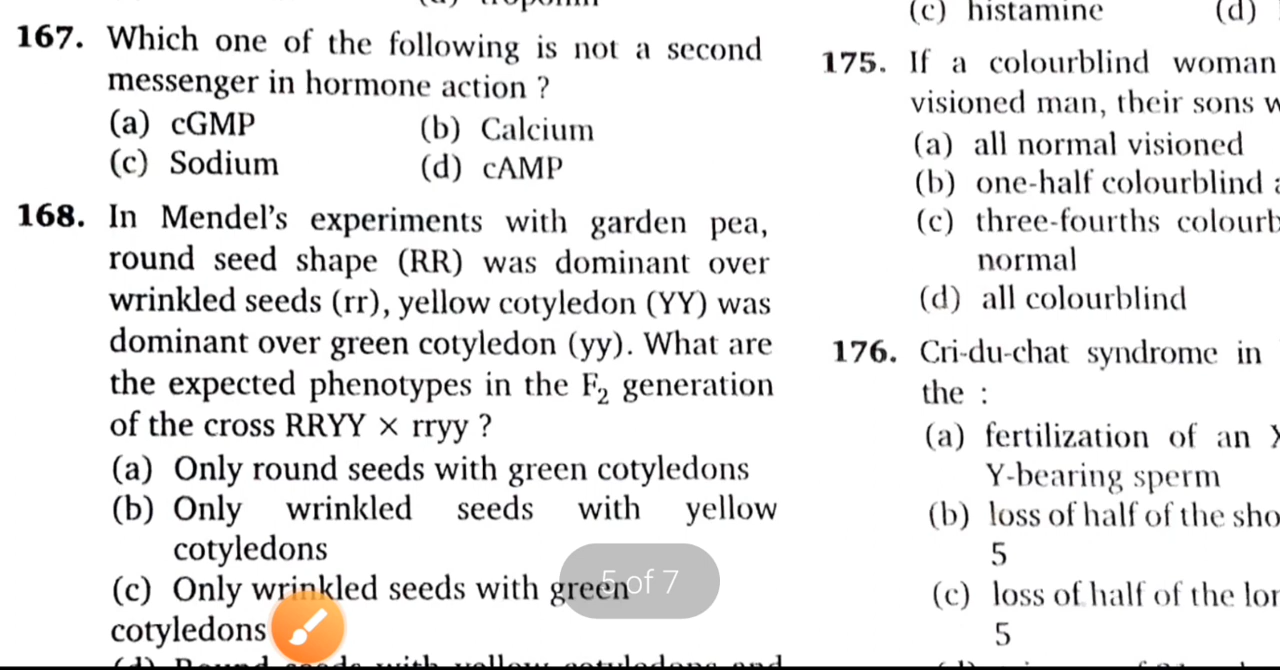 167. Which one of the following is not a second
messenger in hormone action ?
(a) cGMP (b) Calcium
(c) Sodium (d) cAMP
168. In Mendel's experiments with garden pea,
round seed shape (RR) was dominant over
wrinkled seeds (rr), yellow cotyledon (YY) was
dominant over green cotyledon (yy). What are
the expected phenotypes in the F₂ generation
of the cross RRYY × rryy ?
(a) Only round seeds with green cotyledons
(b) Only wrinkled seeds with yellow
cotyledons
(c) Only wrinkled seeds with green
cotyledons
5 of 7
(c) histamine (d)
175. If a colourblind woman
visioned man, their sons
(a) all normal visioned
(b) one-half colourblind
(c) three-fourths colourb
normal
(d) all colourblind
176. Cri-du-chat syndrome in
the :
(a) fertilization of an
Y-bearing sperm
(b) loss of half of the sho
5
(c) loss of half of the lor
5